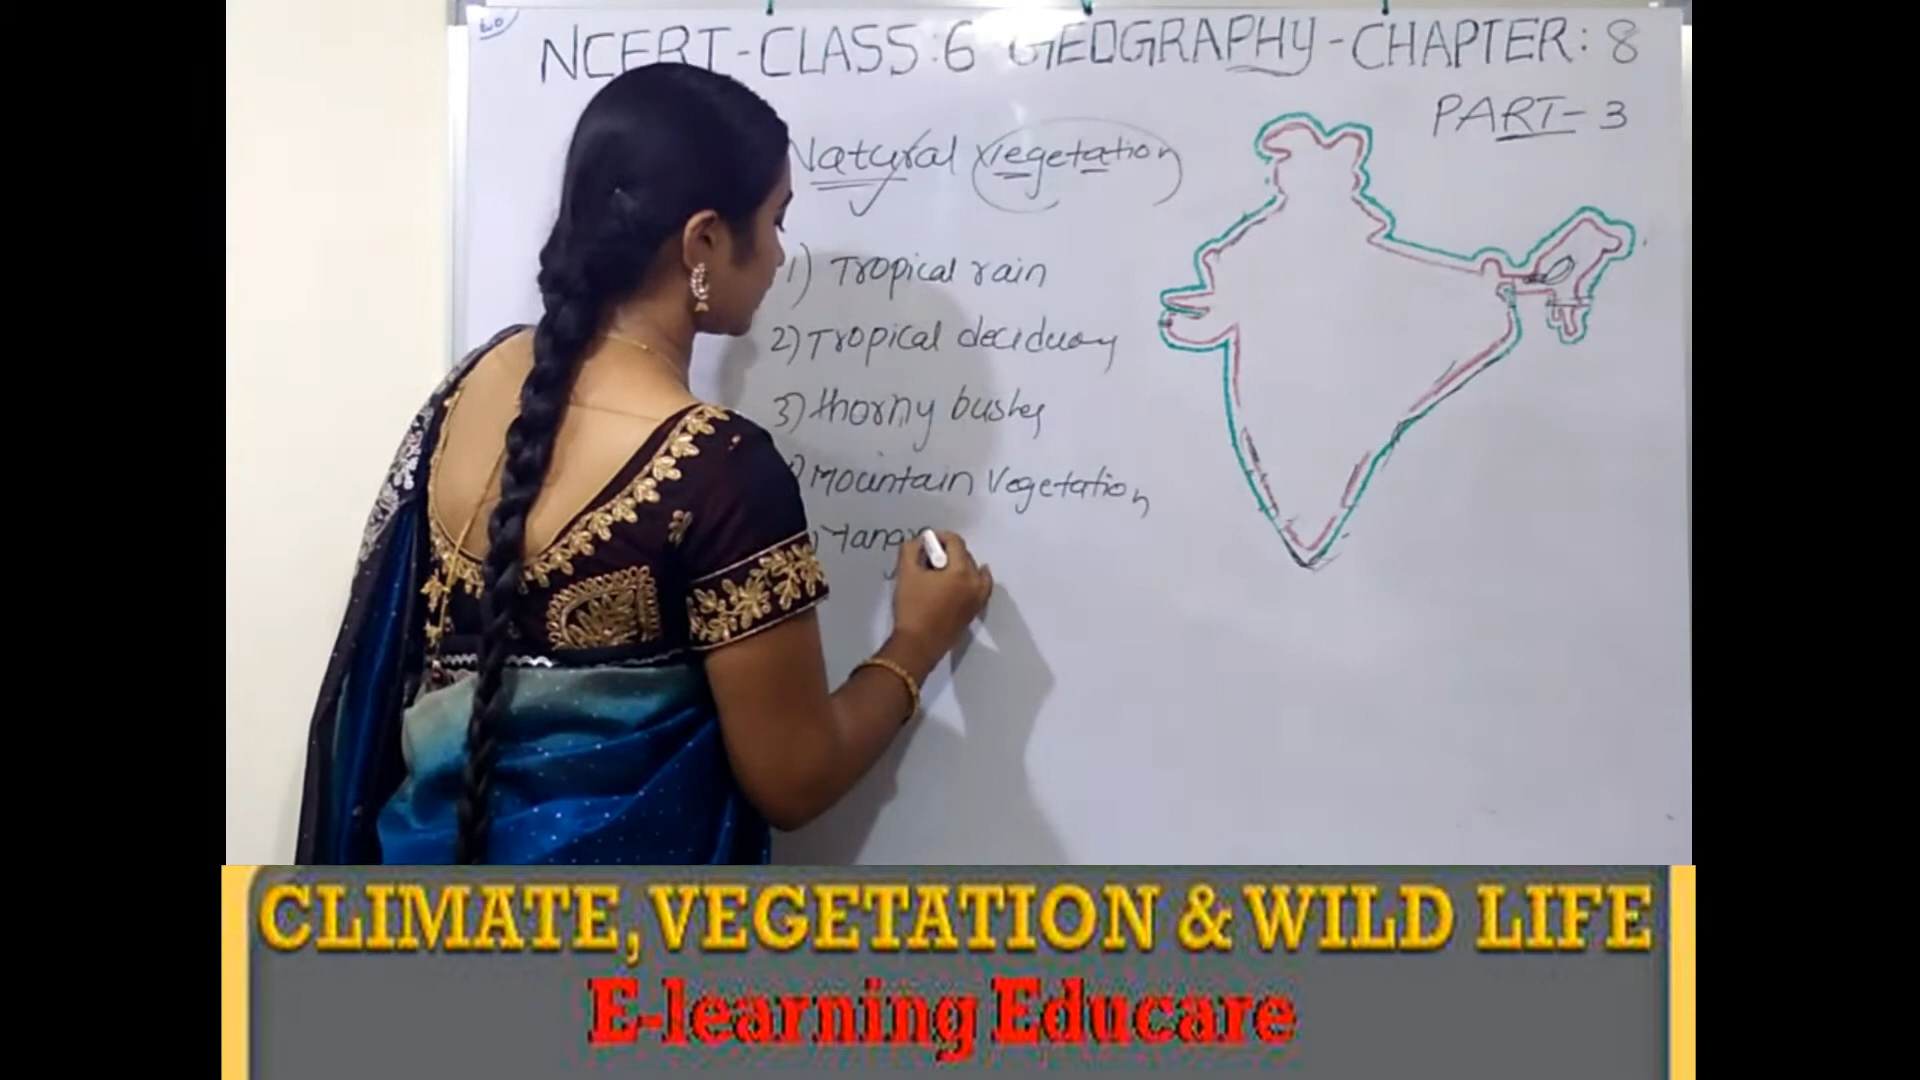 NCERT-CLASS:6 GEOGRAPHY-CHAPTER: 8
PART-3
Natural vegetation
1) Tropical rain
2) Tropical deciduous
3) thorny bushes
) Mountain Vegetation
CLIMATE, VEGETATION & WILD LIFE
E-learning Educare